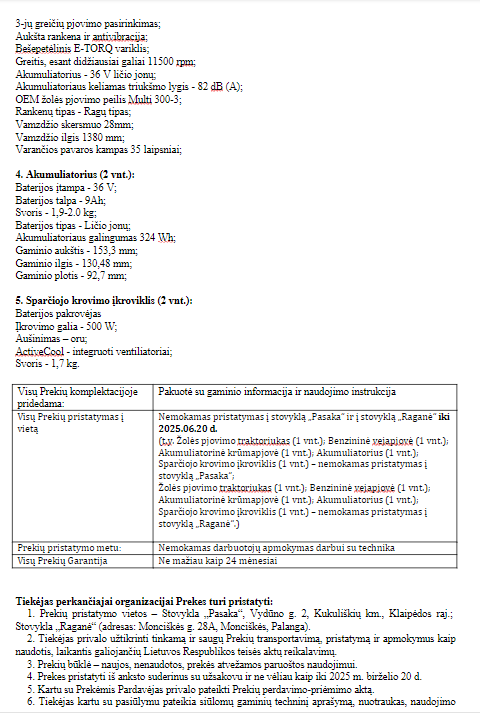 3-jų greičių pjovimo pasirinkimas;
Aukšta rankena ir antivibracija;
Bešepetėlinis E-TORQ variklis;
Greitis, esant didžiausiai galiai 11500 rpm;
Akumuliatorius - 36 V ličio jonų;
Akumuliatoriaus keliamas triukšmo lygis - 82 dB (A);
OEM žolės pjovimo peilis Multi 300-3;
Rankenų tipas - Ragų tipas;
Vamzdžio skersmuo 28mm;
Vamzdžio ilgis 1380 mm;
Varančios pavaros kampas 35 laipsniai;
4. Akumuliatorius (2 vnt.):
Baterijos įtampa - 36 V;
Baterijos talpa - 9Ah;
Svoris - 1,9-2.0 kg;
Baterijos tipas - Ličio jonų;
Akumuliatoriaus galingumas 324 Wh;
Gaminio aukštis - 153,3 mm;
Gaminio ilgis - 130,48 mm;
Gaminio plotis - 92,7 mm;
5. Sparčiojo krovimo įkroviklis (2 vnt.):
Baterijos pakrovėjas
Įkrovimo galia - 500 W;
Aušinimas – oru;
ActiveCool - integruoti ventiliatoriai;
Svoris - 1,7 kg.
Visų Prekių komplektacijoje pridedama:
Pakuotė su gaminio informacija ir naudojimo instrukcija
Visų Prekių pristatymas į vietą
Nemokamas pristatymas į stovyklą „Pasaka“ ir į stovyklą „Raganė“ iki
2025.06.20 d.
(t.y. Žolės pjovimo traktoriukas (1 vnt.); Benzininė vejapjovė (1 vnt.);
Akumuliatorinė krūmapjovė (1 vnt.); Akumuliatorius (1 vnt.);
Sparčiojo krovimo įkroviklis (1 vnt.) – nemokamas pristatymas į
stovyklą „Pasaka“;
Žolės pjovimo traktoriukas (1 vnt.); Benzininė vejapjovė (1 vnt.);
Akumuliatorinė krūmapjovė (1 vnt.); Akumuliatorius (1 vnt.);
Sparčiojo krovimo įkroviklis (1 vnt.) – nemokamas pristatymas į
stovyklą „Raganė“.)
Prekių pristatymo metu:
Nemokamas darbuotojų apmokymas darbui su technika
Visų Prekių Garantija
Ne mažiau kaip 24 mėnesiai
Tiekėjas perkančiajai organizacijai Prekes turi pristatyti:
1. Prekių pristatymo vietos – Stovykla „Pasaka“, Vydūno g. 2, Kukuliškių km., Klaipėdos raj.;
Stovykla „Raganė“ (adresas: Monciškės g. 28A, Monciškės, Palanga).
2. Tiekėjas privalo užtikrinti tinkamą ir saugų Prekių transportavimą, pristatymą ir apmokymus kaip
naudotis, laikantis galiojančių Lietuvos Respublikos teisės aktų reikalavimų.
3. Prekių būklė – naujos, nenaudotos, prekės atvežamos paruoštos naudojimui.
4. Prekes pristatyti iš anksto suderinus su užsakovu ir ne vėliau kaip iki 2025 m. birželio 20 d.
5. Kartu su Prekėmis Pardavėjas privalo pateikti Prekių perdavimo-priėmimo aktą.
6. Tiekėjas kartu su pasiūlymu pateikia siūlomų gaminių techninį aprašymą, nuotraukas, naudojimo